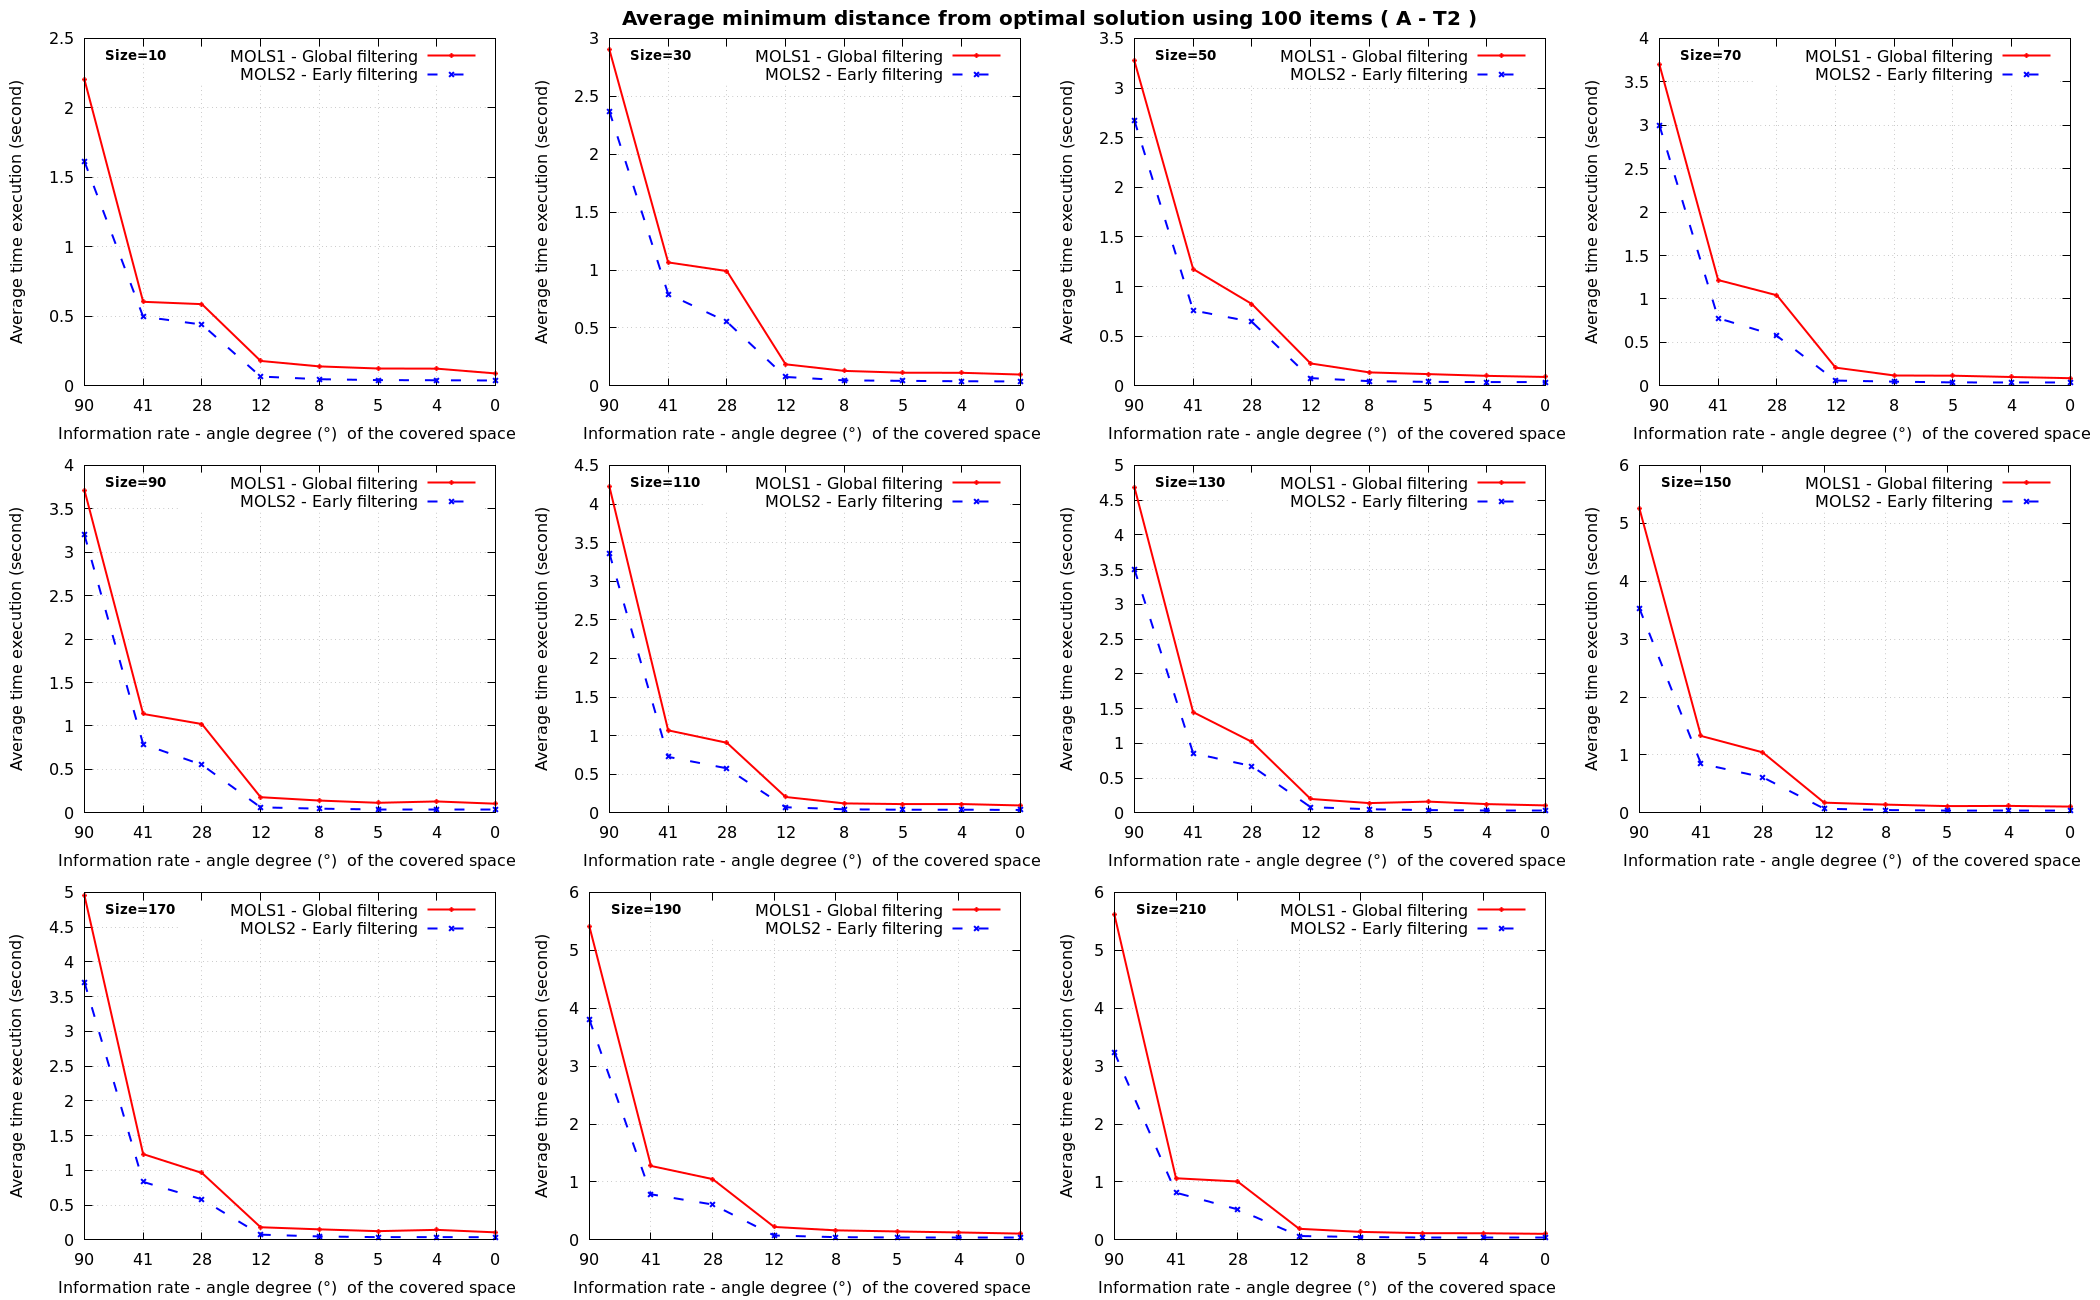 Average minimum distance from optimal solution using 100 items ( A - T2 )
Size=10
MOLS1 - Global filtering
MOLS2 - Early filtering
Average time execution (second)
2.5
2
1.5
1
0.5
0
90 41 28 12 8 5 4 0
Information rate - angle degree (°)  of the covered space
Size=30
MOLS1 - Global filtering
MOLS2 - Early filtering
Average time execution (second)
3
2.5
2
1.5
1
0.5
0
90 41 28 12 8 5 4 0
Information rate - angle degree (°)  of the covered space
Size=50
MOLS1 - Global filtering
MOLS2 - Early filtering
Average time execution (second)
3.5
3
2.5
2
1.5
1
0.5
0
90 41 28 12 8 5 4 0
Information rate - angle degree (°)  of the covered space
Size=70
MOLS1 - Global filtering
MOLS2 - Early filtering
Average time execution (second)
4
3.5
3
2.5
2
1.5
1
0.5
0
90 41 28 12 8 5 4 0
Information rate - angle degree (°)  of the covered space
Size=90
MOLS1 - Global filtering
MOLS2 - Early filtering
Average time execution (second)
4
3.5
3
2.5
2
1.5
1
0.5
0
90 41 28 12 8 5 4 0
Information rate - angle degree (°)  of the covered space
Size=110
MOLS1 - Global filtering
MOLS2 - Early filtering
Average time execution (second)
4.5
4
3.5
3
2.5
2
1.5
1
0.5
0
90 41 28 12 8 5 4 0
Information rate - angle degree (°)  of the covered space
Size=130
MOLS1 - Global filtering
MOLS2 - Early filtering
Average time execution (second)
5
4.5
4
3.5
3
2.5
2
1.5
1
0.5
0
90 41 28 12 8 5 4 0
Information rate - angle degree (°)  of the covered space
Size=150
MOLS1 - Global filtering
MOLS2 - Early filtering
Average time execution (second)
6
5
4
3
2
1
0
90 41 28 12 8 5 4 0
Information rate - angle degree (°)  of the covered space
Size=170
MOLS1 - Global filtering
MOLS2 - Early filtering
Average time execution (second)
5
4.5
4
3.5
3
2.5
2
1.5
1
0.5
0
90 41 28 12 8 5 4 0
Information rate - angle degree (°)  of the covered space
Size=190
MOLS1 - Global filtering
MOLS2 - Early filtering
Average time execution (second)
6
5
4
3
2
1
0
90 41 28 12 8 5 4 0
Information rate - angle degree (°)  of the covered space
Size=210
MOLS1 - Global filtering
MOLS2 - Early filtering
Average time execution (second)
6
5
4
3
2
1
0
90 41 28 12 8 5 4 0
Information rate - angle degree (°)  of the covered space